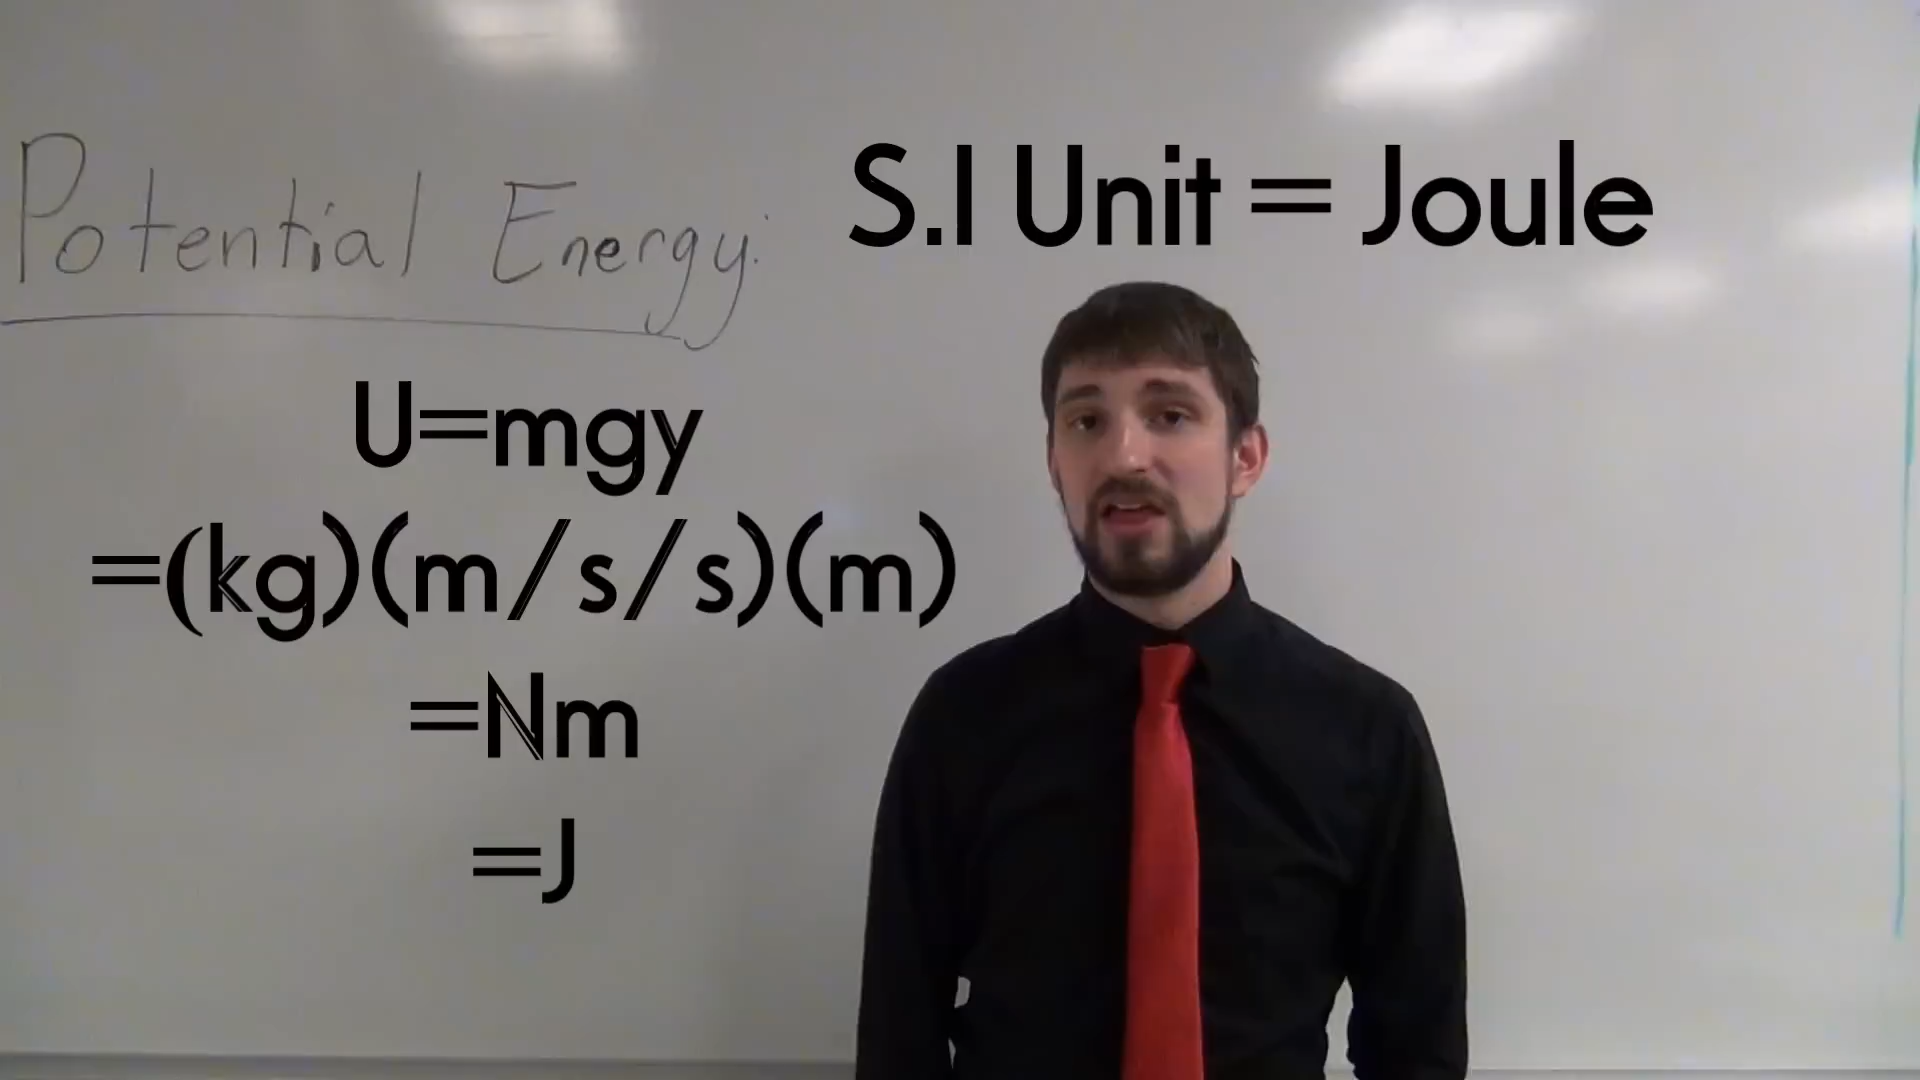 Potential Energy:
S.I Unit = Joule
U=mgy
=(kg)(m/s/s)(m)
=Nm
=J